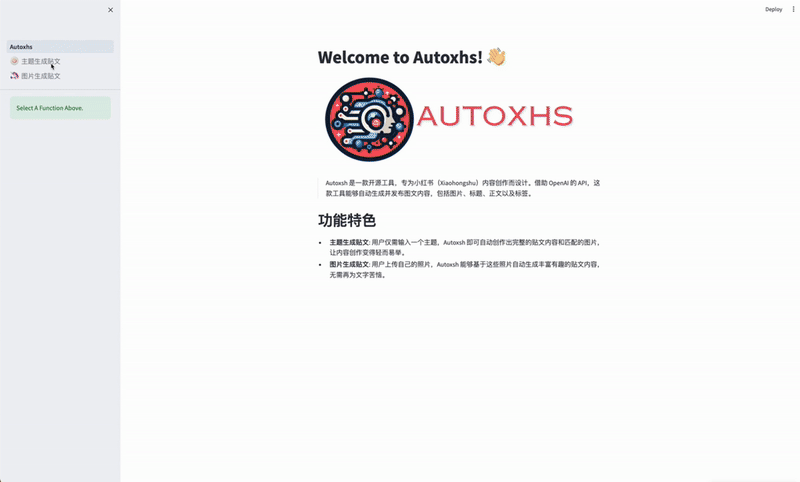 Deploy
Autoxhs
主题生成贴文
图片生成贴文
Select A Function Above.
Welcome to Autoxhs! 👋
AUTOXHS
Autoxsh 是一款开源工具，专为小红书（Xiaohongshu）内容创作而设计。借助 OpenAI 的 API，这
款工具能够自动生成并发布图文内容，包括图片、标题、正文以及标签。
功能特色
• 主题生成贴文: 用户仅需输入一个主题，Autoxsh 即可自动创作出完整的贴文内容和匹配的图片，
让内容创作变得轻而易举。
• 图片生成贴文: 用户上传自己的照片，Autoxsh 能够基于这些照片自动生成丰富有趣的贴文内容，
无需再为文字苦恼。